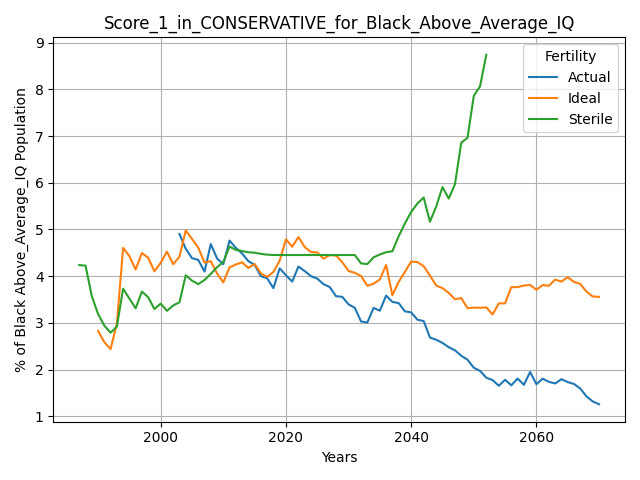 Score_1_in_CONSERVATIVE_for_Black_Above_Average_IQ
% of Black Above_Average_IQ Population
9
8
7
6
5
4
3
2
1
Fertility
Actual
Ideal
Sterile
2000
2020
2040
2060
Years